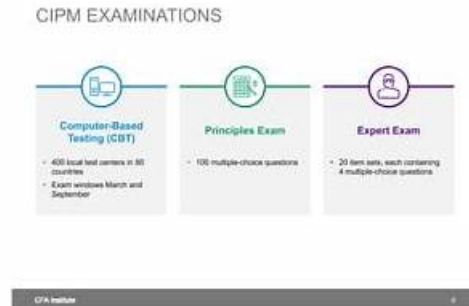 CIPM EXAMINATIONS
Computer-Based
Testing (CBT)
• 400 local test centers in 80
countries
• Exam windows March and
September
Principles Exam
• 100 multiple-choice questions
Expert Exam
• 20 item sets, each containing
4 multiple-choice questions
CFA Institute